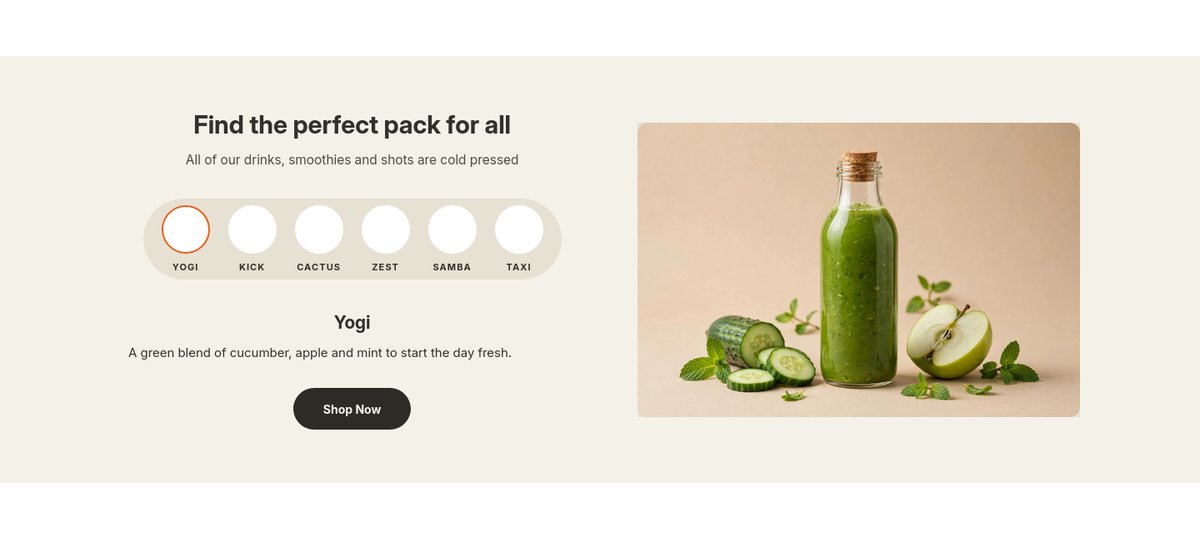 Find the perfect pack for all
All of our drinks, smoothies and shots are cold pressed
YOGI KICK CACTUS ZEST SAMBA TAXI
Yogi
A green blend of cucumber, apple and mint to start the day fresh.
Shop Now